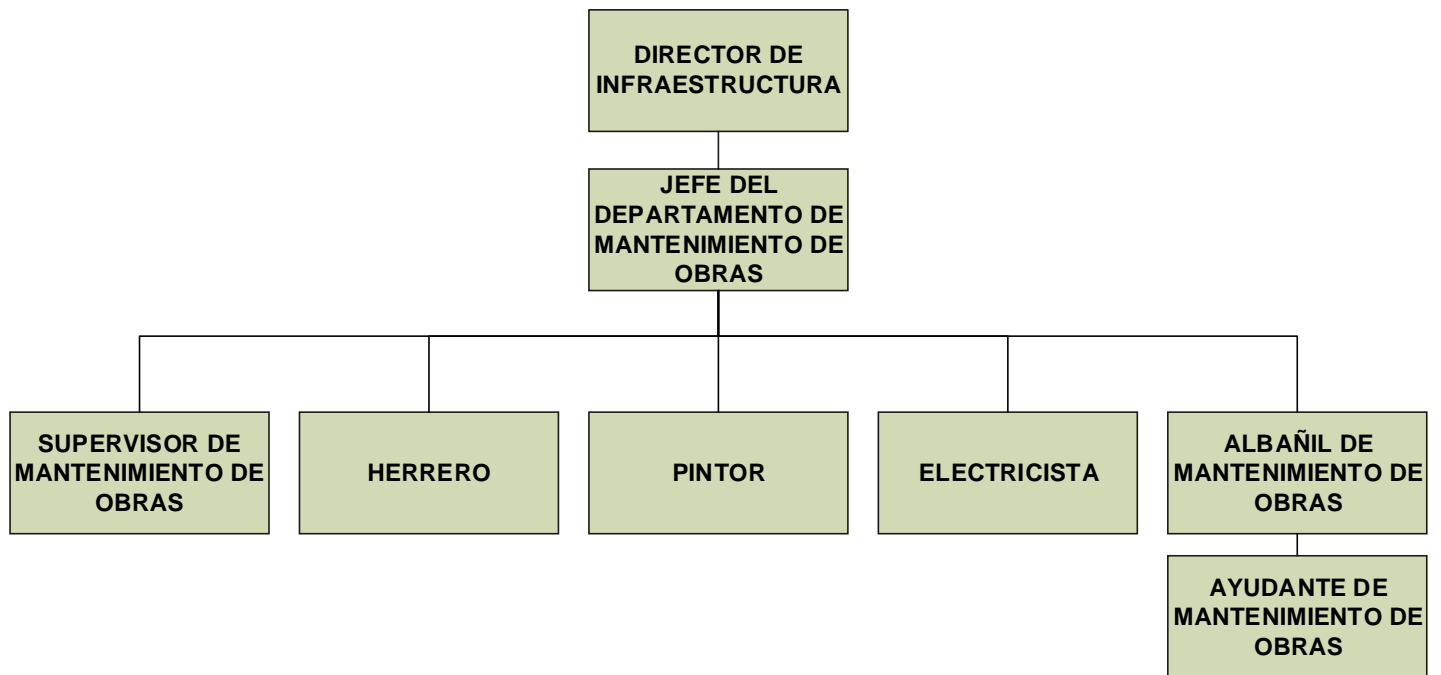 DIRECTOR DE
INFRAESTRUCTURA
JEFE DEL
DEPARTAMENTO DE
MANTENIMIENTO DE
OBRAS
SUPERVISOR DE
MANTENIMIENTO DE
OBRAS
HERRERO
PINTOR
ELECTRICISTA
ALBAÑIL DE
MANTENIMIENTO DE
OBRAS
AYUDANTE DE
MANTENIMIENTO DE
OBRAS